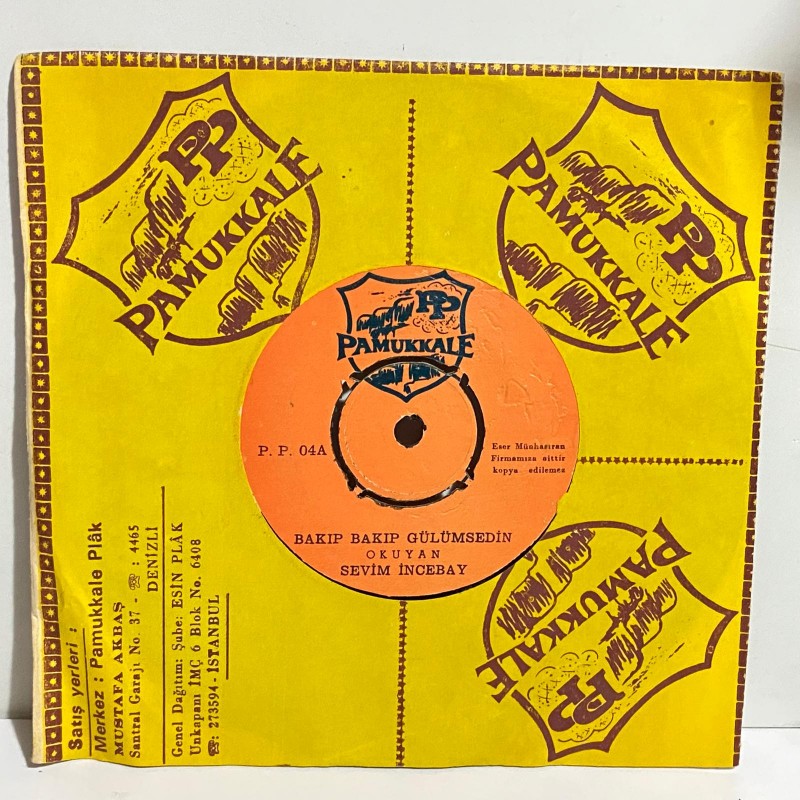 PP
PAMUKKALE
PP
PAMUKKALE
PP
PAMUKKALE
P. P. 04A
Eser Münhasıran
Firmamıza aittir
kopya edilemez
BAKIP BAKIP GÜLÜMSEDİN
OKUYAN
SEVİM İNCEBAY
PP
PAMUKKALE
Satış yerleri :
Merkez : Pamukkale Plâk
MUSTAFA AKBAŞ
Santral Garajı No. 37 - ☎ : 4465
DENİZLİ
Genel Dağıtım: Şube: ESİN PLÂK
Unkapanı İMÇ 6 Blok No. 6408
☎: 273594 - İSTANBUL